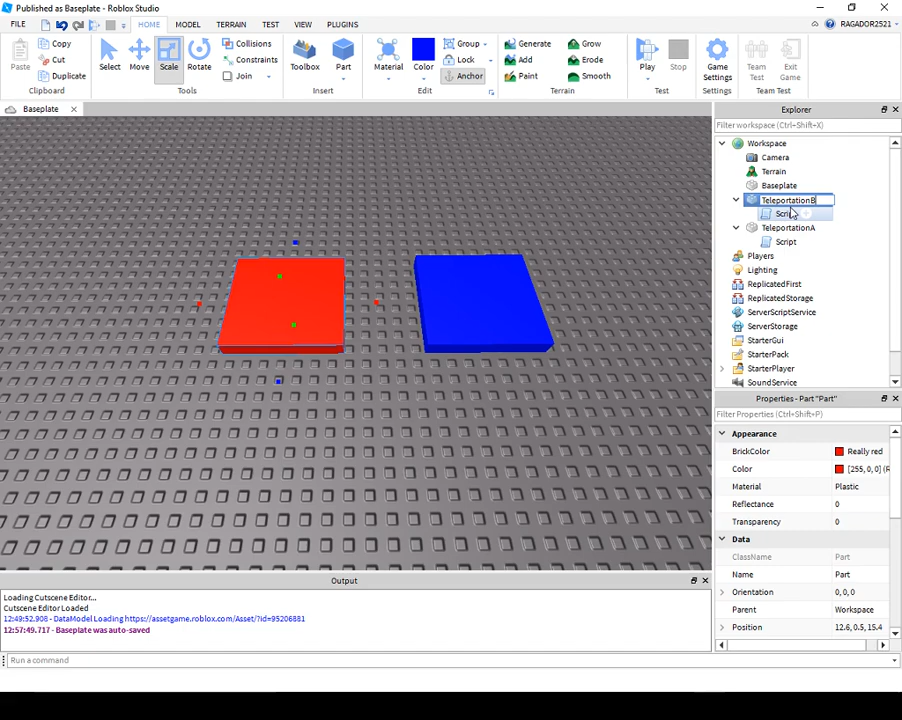 Published as Baseplate - Roblox Studio
FILE HOME MODEL TERRAIN TEST VIEW PLUGINS RAGADOR2521
Paste Copy Cut Duplicate
Select Move Scale Rotate Collisions Constraints Join
Toolbox Part
Material Color Group Lock Anchor
Generate Add Paint Grow Erode Smooth
Play Stop Game Settings Team Test Exit Game
Clipboard Tools Insert Edit Terrain Test Settings Team Test
Baseplate
Explorer
Filter workspace (Ctrl+Shift+X)
Workspace
Camera
Terrain
Baseplate
TeleportationB
Script
TeleportationA
Script
Players
Lighting
ReplicatedFirst
ReplicatedStorage
ServerScriptService
ServerStorage
StarterGui
StarterPack
StarterPlayer
SoundService
Properties - Part "Part"
Filter Properties (Ctrl+Shift+P)
Appearance
BrickColor Really red
Color [255, 0, 0] (R
Material Plastic
Reflectance 0
Transparency 0
Data
ClassName Part
Name Part
Orientation 0, 0, 0
Parent Workspace
Position 12.6, 0.5, 15.4
Output
Loading Cutscene Editor...
Cutscene Editor Loaded
12:49:52.908 - DataModel Loading https://assetgame.roblox.com/Asset/?id=95206881
12:57:49.717 - Baseplate was auto-saved
Run a command